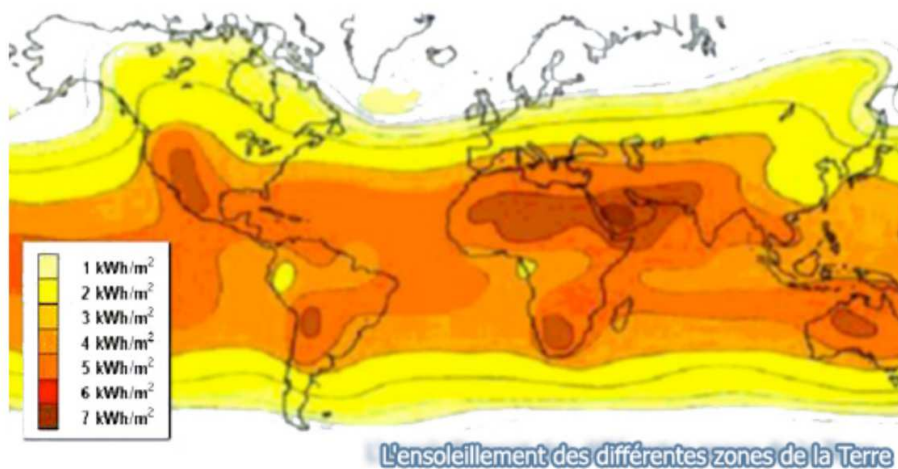 1 kWh/m²
2 kWh/m²
3 kWh/m²
4 kWh/m²
5 kWh/m²
6 kWh/m²
7 kWh/m²
L'ensoleillement des différentes zones de la Terre